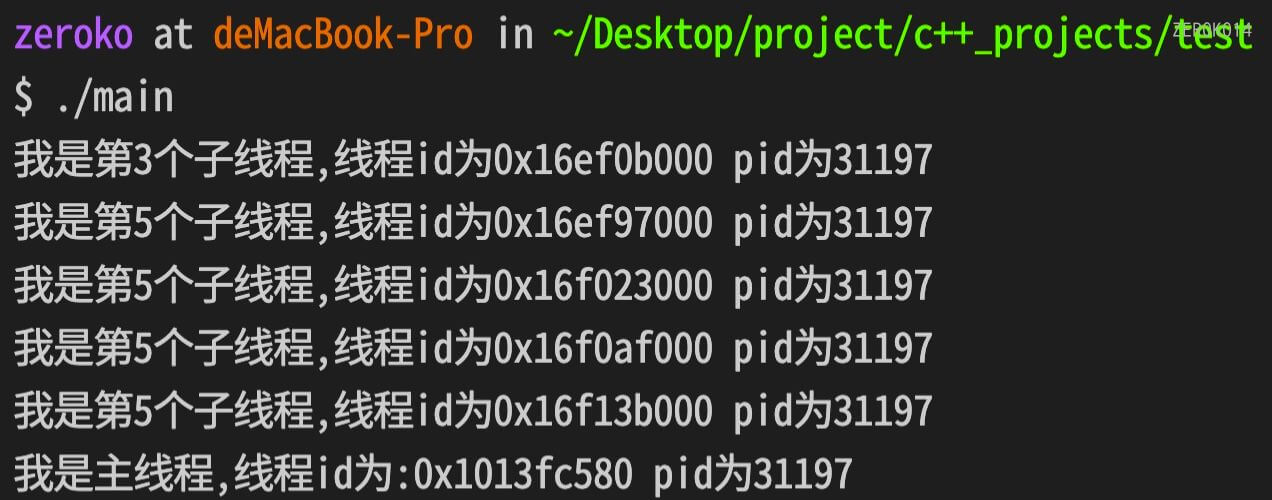 zeroko at deMacBook-Pro in ~/Desktop/project/c++_projects/test
ZEROKO14
$ ./main
我是第3个子线程,线程id为0x16ef0b000 pid为31197
我是第5个子线程,线程id为0x16ef97000 pid为31197
我是第5个子线程,线程id为0x16f023000 pid为31197
我是第5个子线程,线程id为0x16f0af000 pid为31197
我是第5个子线程,线程id为0x16f13b000 pid为31197
我是主线程,线程id为:0x1013fc580 pid为31197